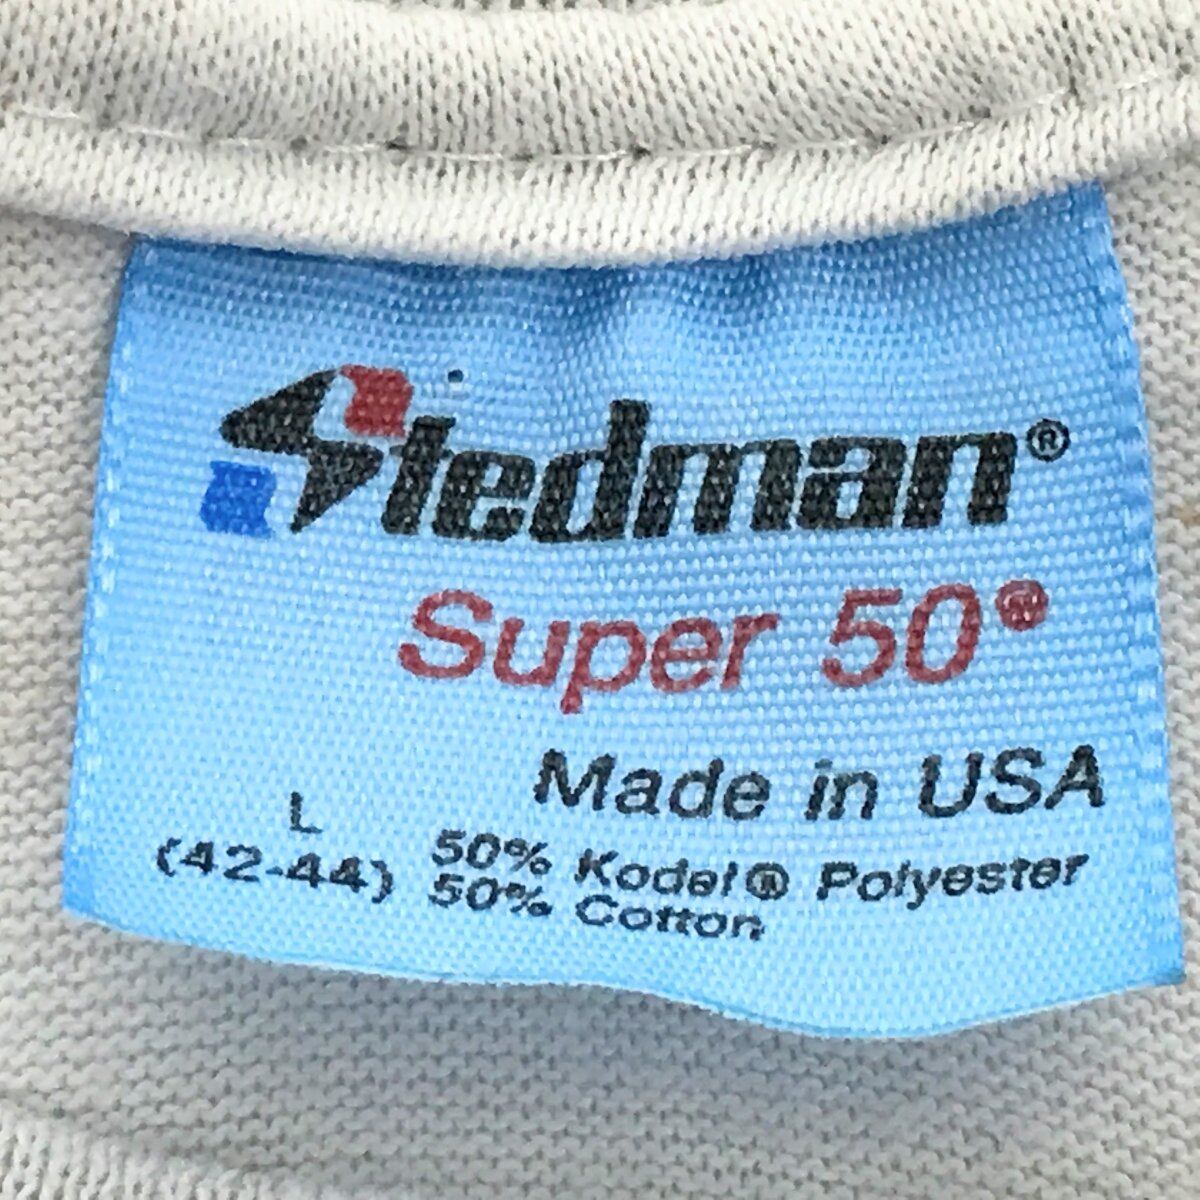 Stedman®
Super 50®
Made in USA
L
(42-44)
50% Kodel® Polyester
50% Cotton